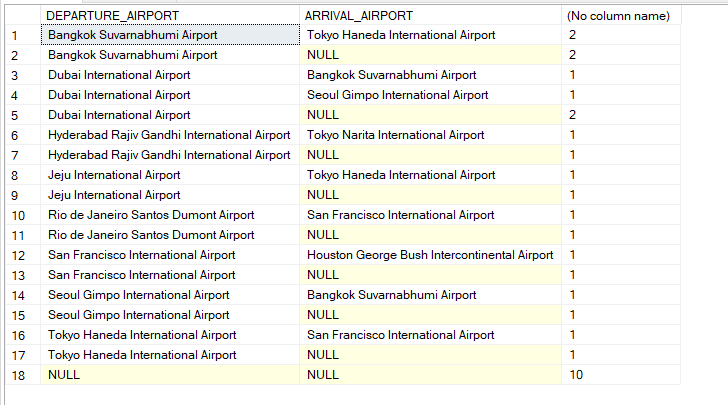 DEPARTURE_AIRPORT ARRIVAL_AIRPORT (No column name)
1 Bangkok Suvarnabhumi Airport Tokyo Haneda International Airport 2
2 Bangkok Suvarnabhumi Airport NULL 2
3 Dubai International Airport Bangkok Suvarnabhumi Airport 1
4 Dubai International Airport Seoul Gimpo International Airport 1
5 Dubai International Airport NULL 2
6 Hyderabad Rajiv Gandhi International Airport Tokyo Narita International Airport 1
7 Hyderabad Rajiv Gandhi International Airport NULL 1
8 Jeju International Airport Tokyo Haneda International Airport 1
9 Jeju International Airport NULL 1
10 Rio de Janeiro Santos Dumont Airport San Francisco International Airport 1
11 Rio de Janeiro Santos Dumont Airport NULL 1
12 San Francisco International Airport Houston George Bush Intercontinental Airport 1
13 San Francisco International Airport NULL 1
14 Seoul Gimpo International Airport Bangkok Suvarnabhumi Airport 1
15 Seoul Gimpo International Airport NULL 1
16 Tokyo Haneda International Airport San Francisco International Airport 1
17 Tokyo Haneda International Airport NULL 1
18 NULL NULL 10